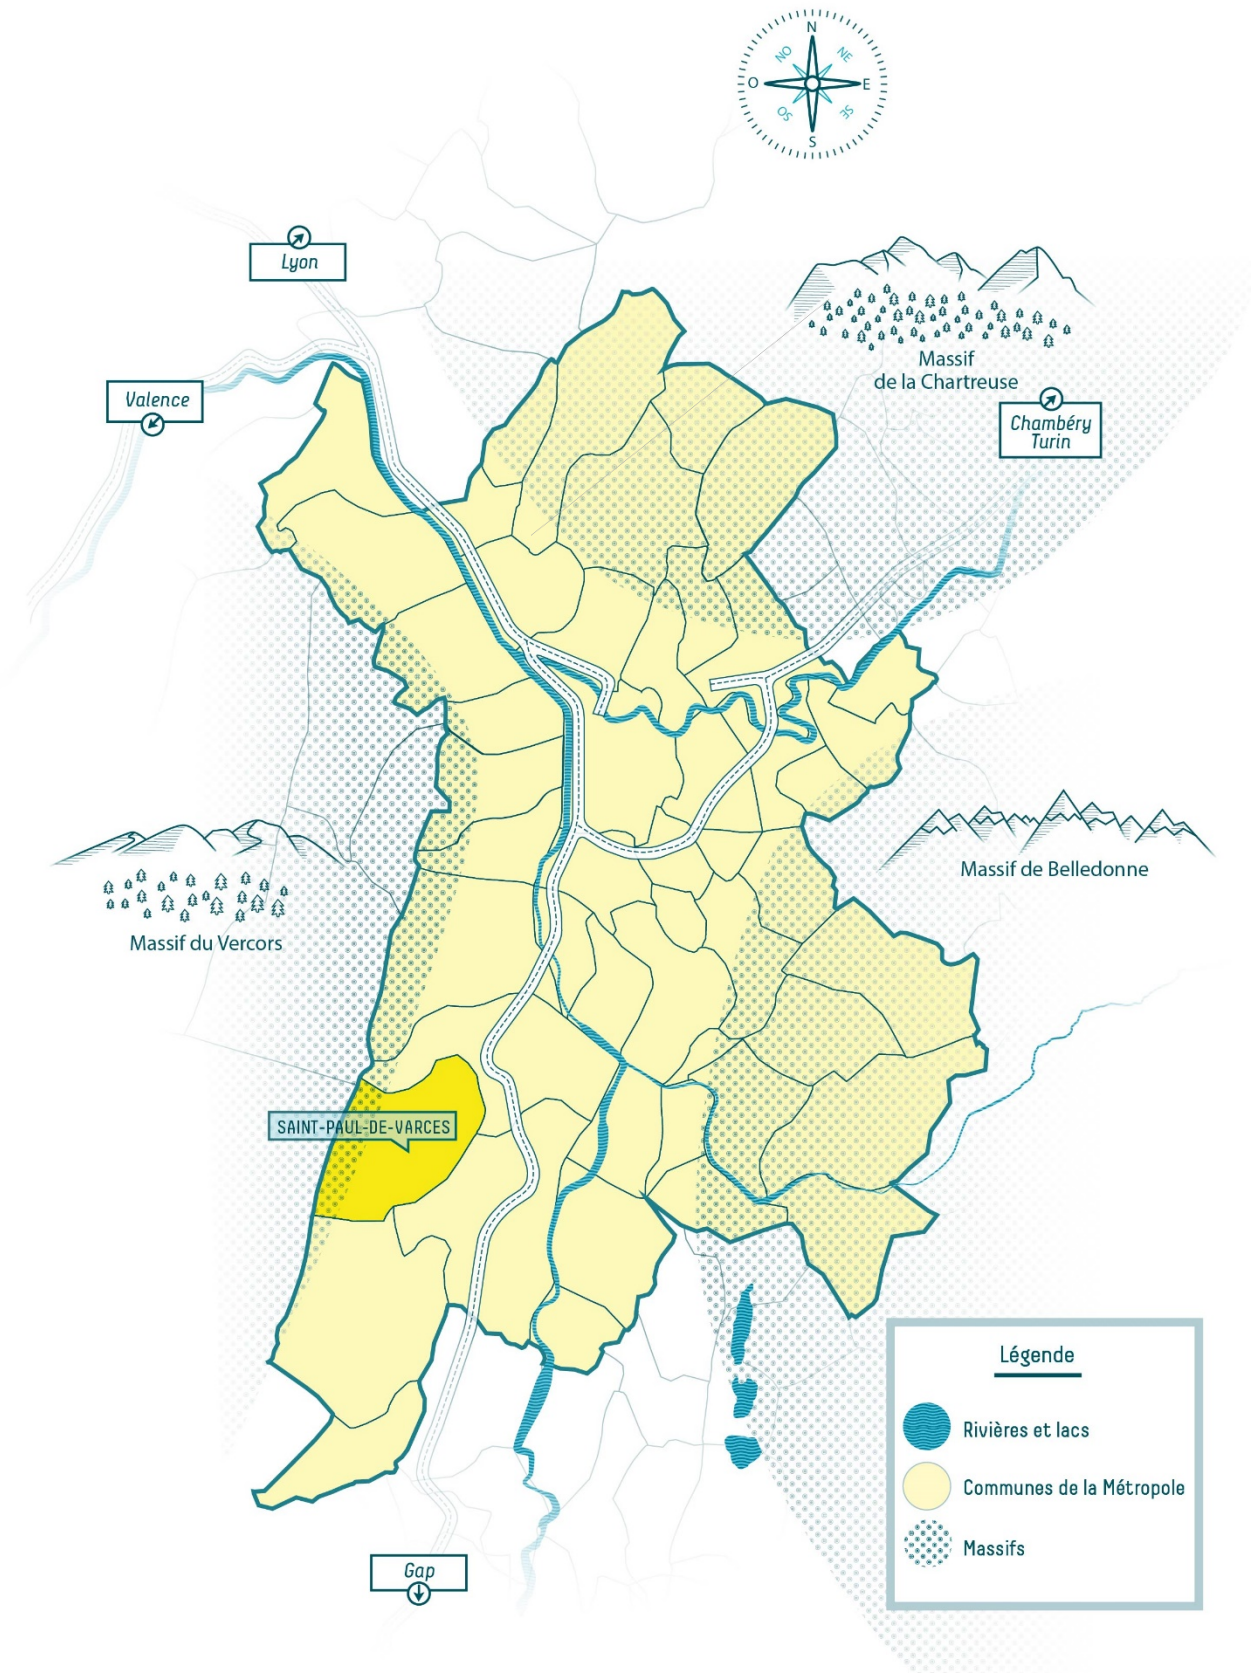 N
NO
NE
O
E
SO
SE
S
Lyon
Massif
de la Chartreuse
Valence
Chambéry
Turin
Massif de Belledonne
Massif du Vercors
SAINT-PAUL-DE-VARCES
Légende
Rivières et lacs
Communes de la Métropole
Massifs
Gap